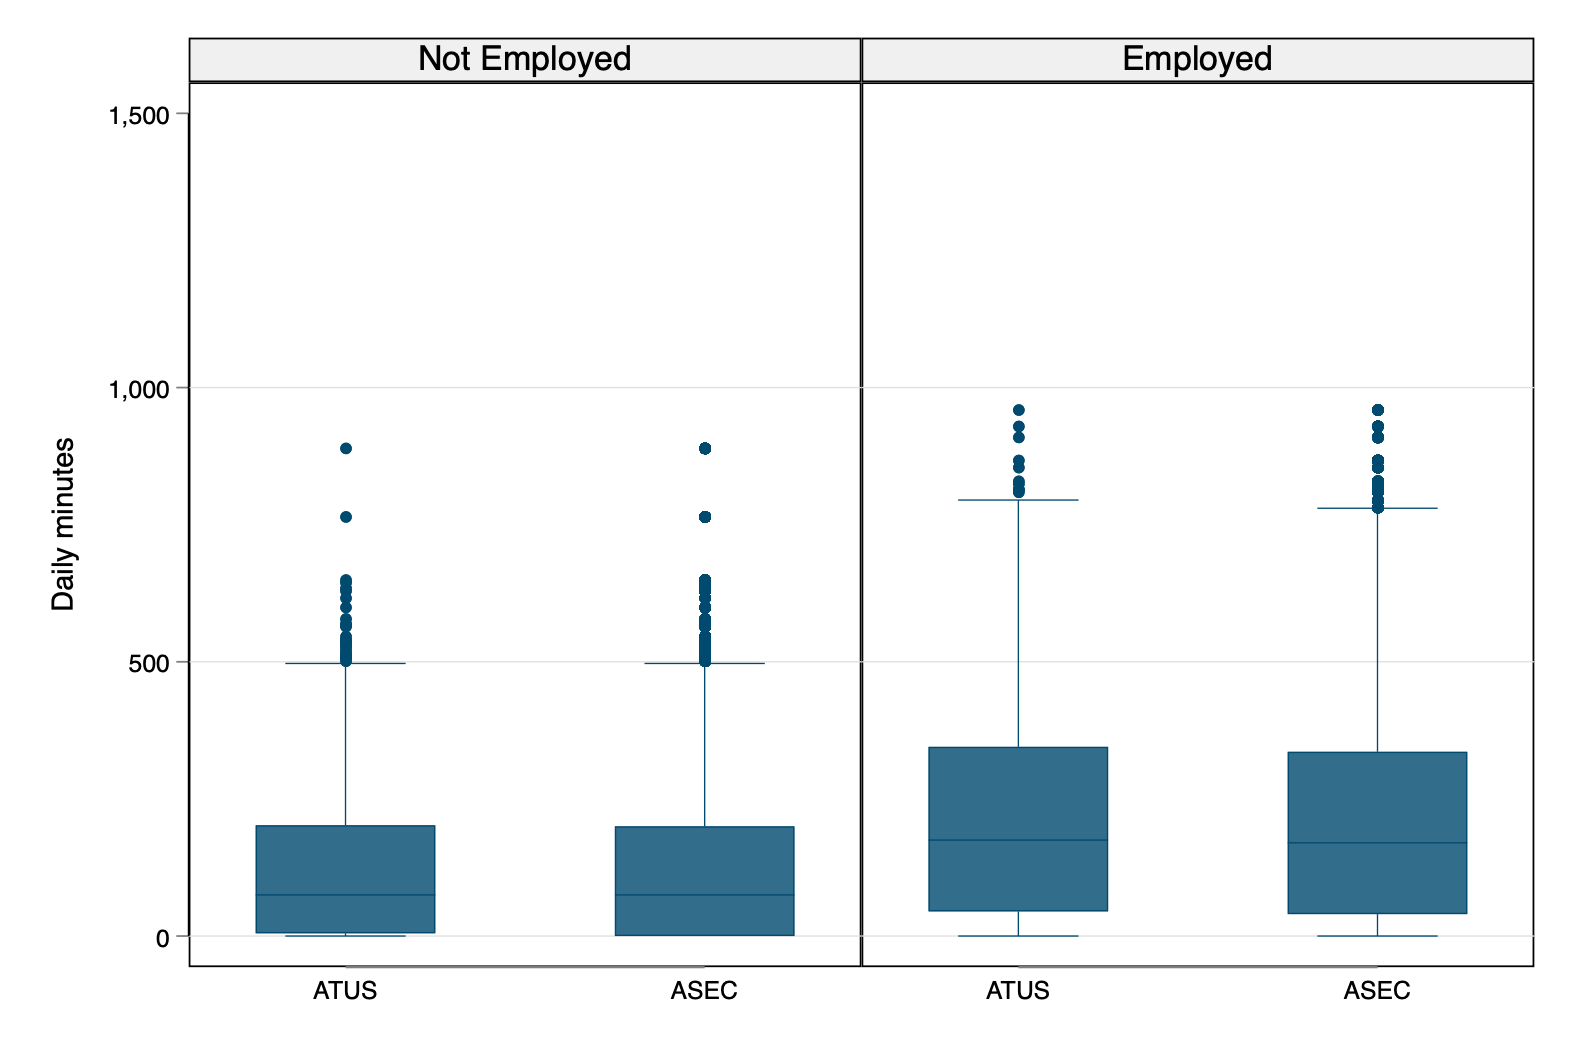 Not Employed
Employed
1,500
1,000
500
0
Daily minutes
ATUS
ASEC
ATUS
ASEC